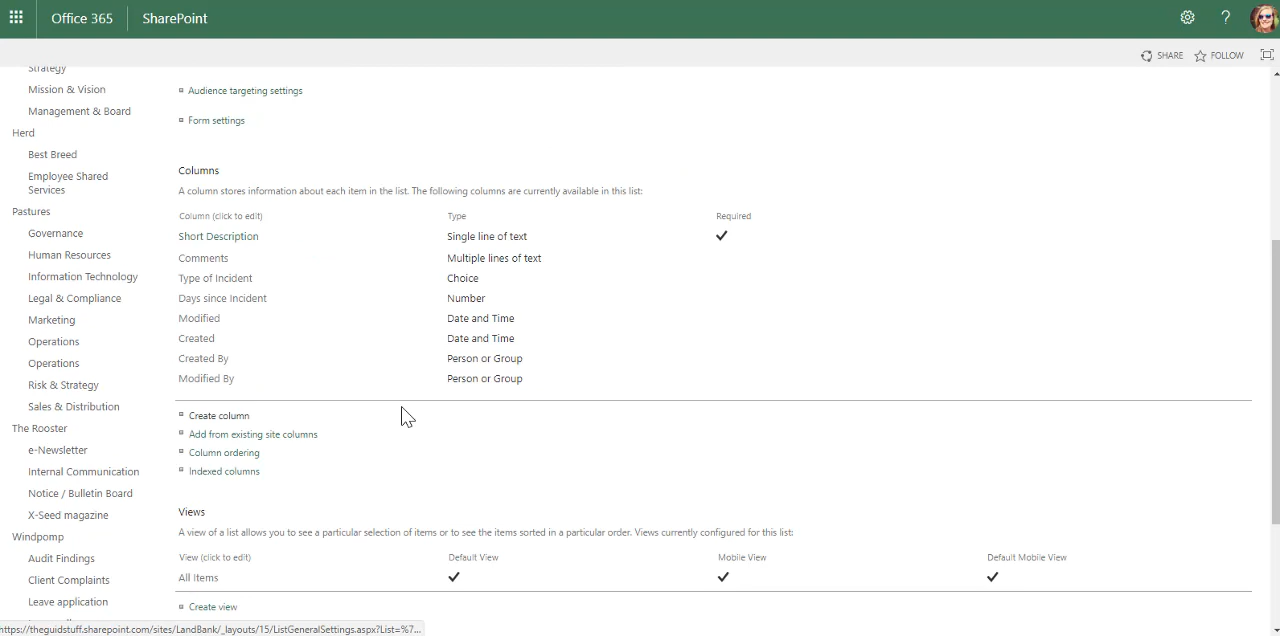 Office 365
SharePoint
?
SHARE
FOLLOW
Strategy
Mission & Vision
Management & Board
Herd
Best Breed
Employee Shared
Services
Pastures
Governance
Human Resources
Information Technology
Legal & Compliance
Marketing
Operations
Operations
Risk & Strategy
Sales & Distribution
The Rooster
e-Newsletter
Internal Communication
Notice / Bulletin Board
X-Seed magazine
Windpomp
Audit Findings
Client Complaints
Leave application
Audience targeting settings
Form settings
Columns
A column stores information about each item in the list. The following columns are currently available in this list:
Column (click to edit) Type Required
Short Description Single line of text
Comments Multiple lines of text
Type of Incident Choice
Days since Incident Number
Modified Date and Time
Created Date and Time
Created By Person or Group
Modified By Person or Group
Create column
Add from existing site columns
Column ordering
Indexed columns
Views
A view of a list allows you to see a particular selection of items or to see the items sorted in a particular order. Views currently configured for this list:
View (click to edit) Default View Mobile View Default Mobile View
All Items
Create view
https://theguidstuff.sharepoint.com/sites/LandBank/_layouts/15/ListGeneralSettings.aspx?List=%7...